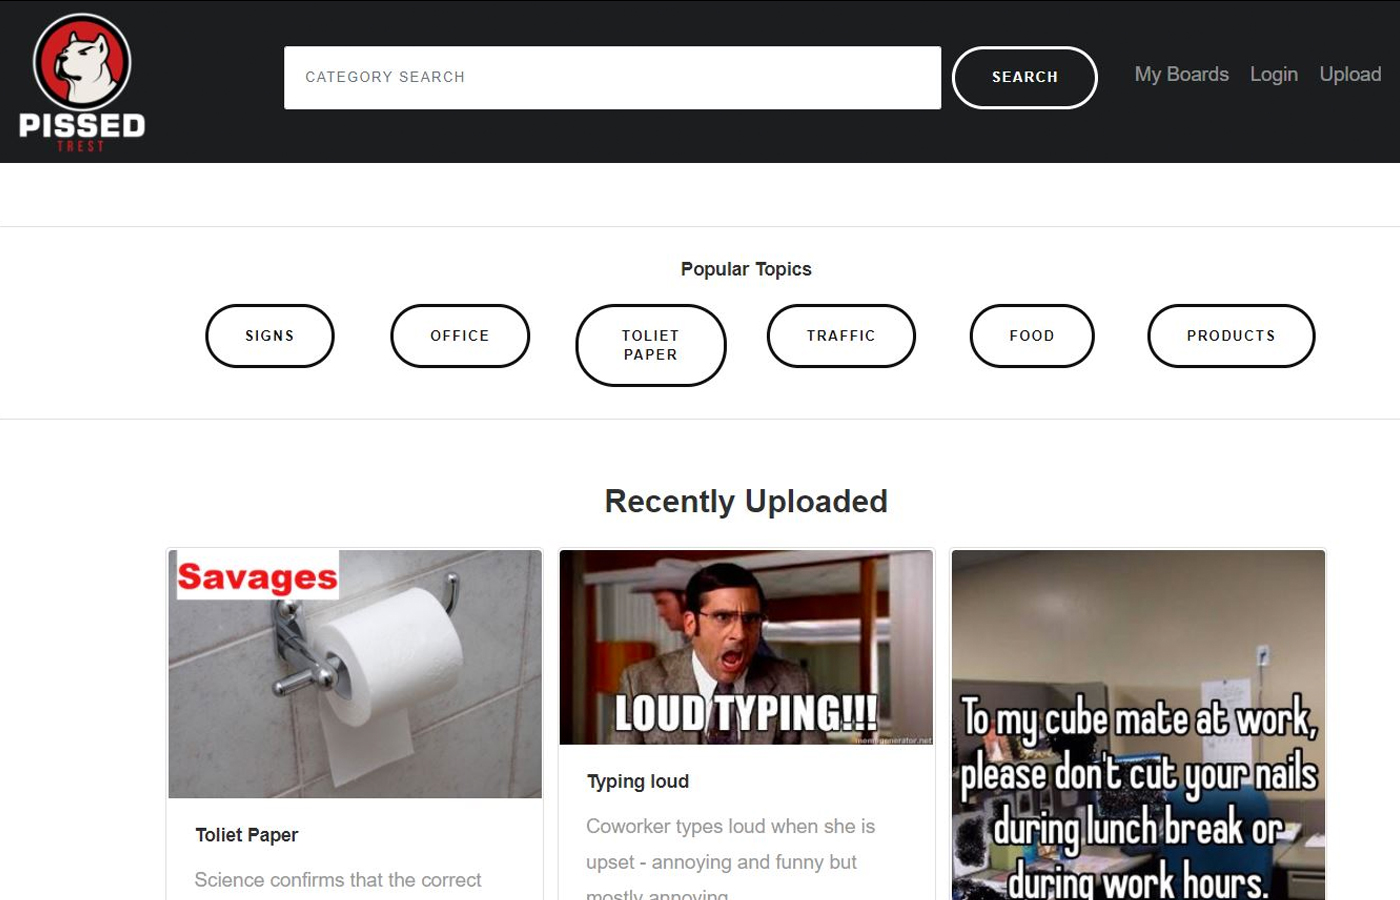 PISSED
TREST
CATEGORY SEARCH
SEARCH
My Boards
Login
Upload
Popular Topics
SIGNS
OFFICE
TOLIET
PAPER
TRAFFIC
FOOD
PRODUCTS
Recently Uploaded
Savages
Toliet Paper
Science confirms that the correct
LOUD TYPING!!!
memegenerator.net
Typing loud
Coworker types loud when she is
upset - annoying and funny but
mostly annoying
To my cube mate at work,
please don't cut your nails
during lunch break or
during work hours.